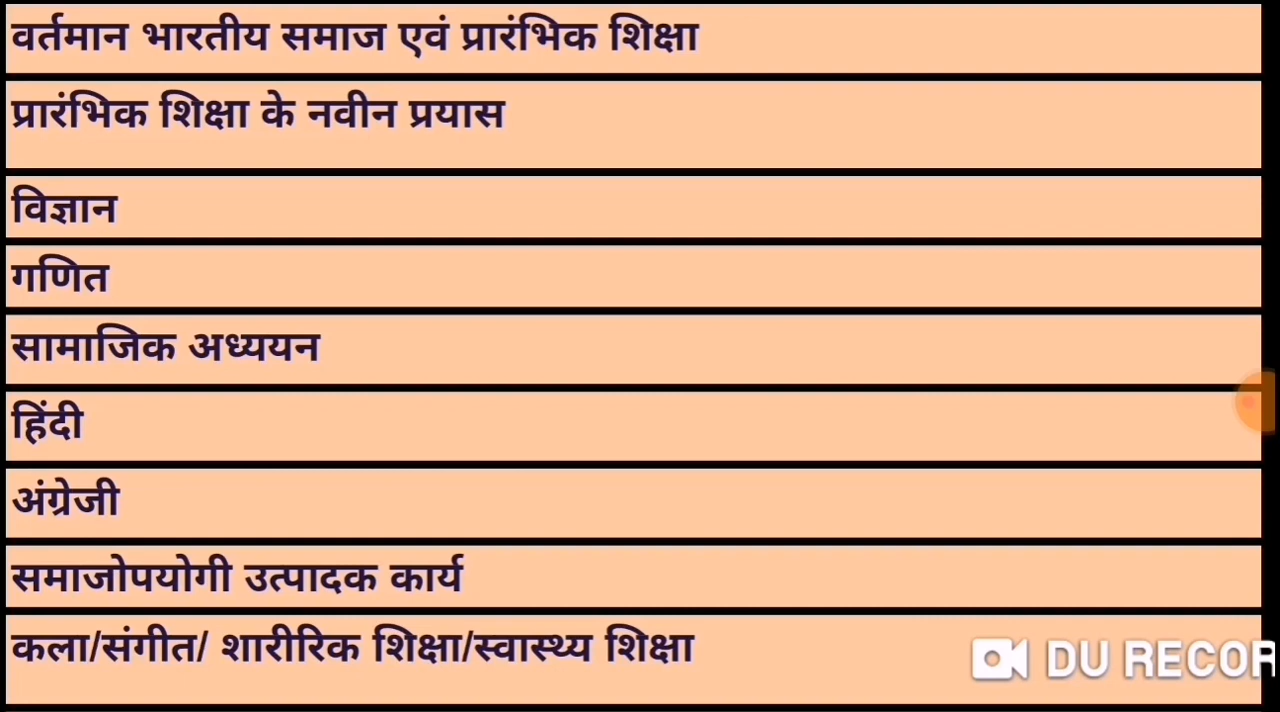 वर्तमान भारतीय समाज एवं प्रारंभिक शिक्षा
प्रारंभिक शिक्षा के नवीन प्रयास
विज्ञान
गणित
सामाजिक अध्ययन
हिंदी
अंग्रेजी
समाजोपयोगी उत्पादक कार्य
कला/संगीत/ शारीरिक शिक्षा/स्वास्थ्य शिक्षा
DU RECOR